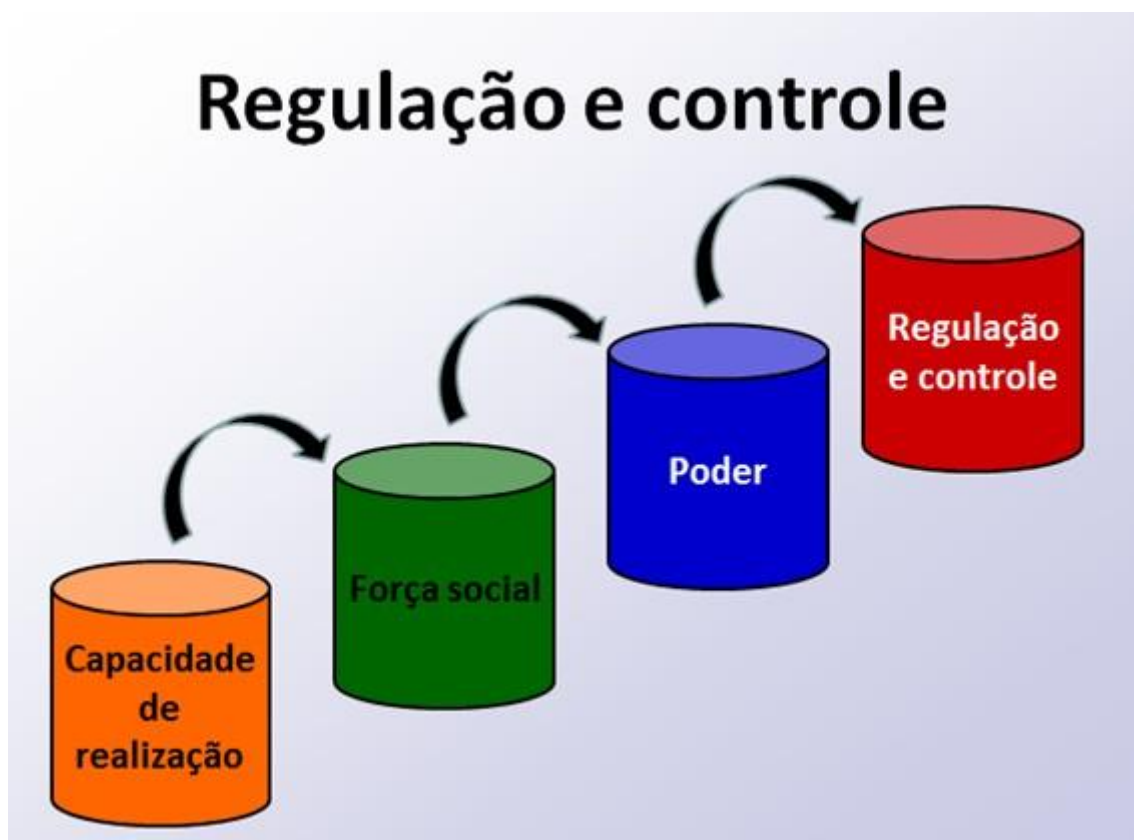 Regulação e controle
Regulação
e controle
Poder
Força social
Capacidade
de
realização